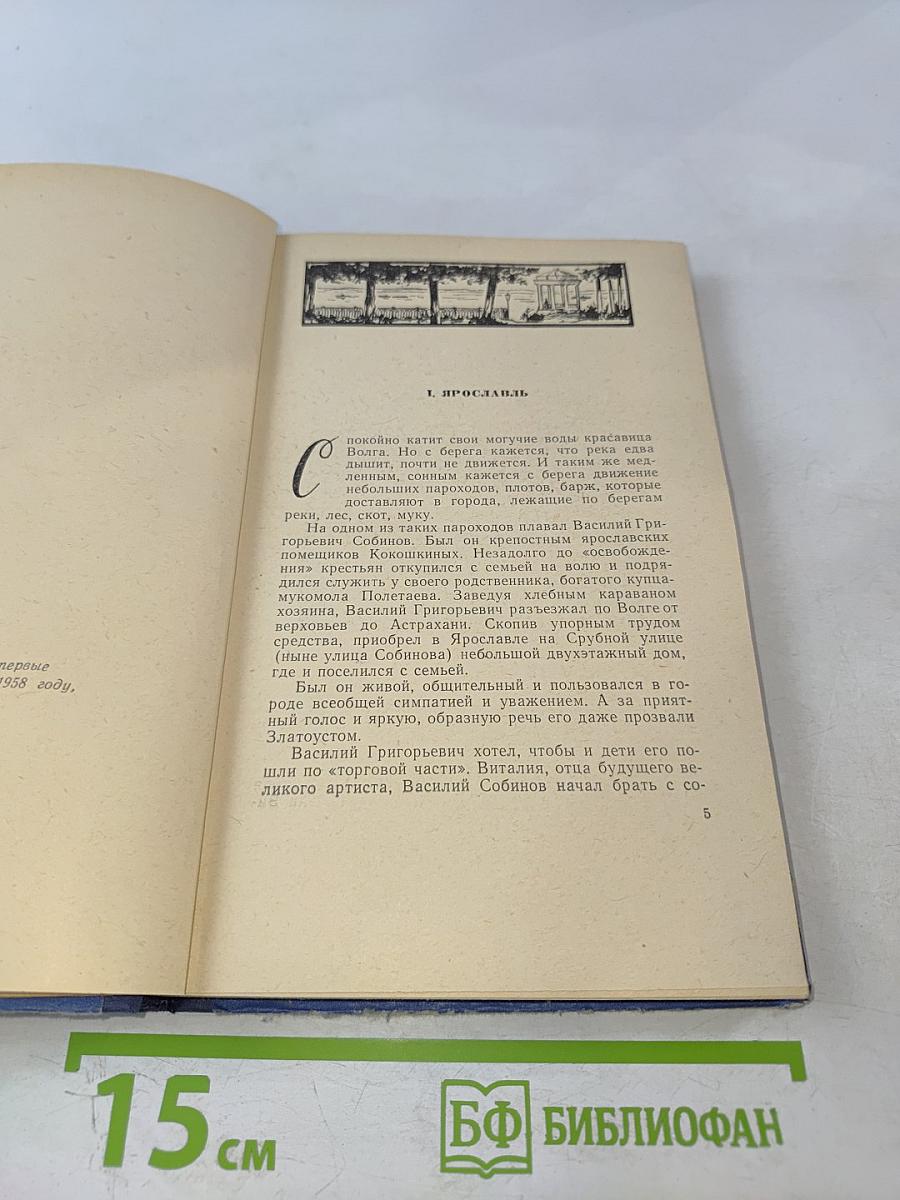 первые
1958 году,
I. ЯРОСЛАВЛЬ
Спокойно катит свои могучие воды красавица
Волга. Но с берега кажется, что река едва
дышит, почти не движется. И таким же мед-
ленным, сонным кажется с берега движение
небольших пароходов, плотов, барж, которые
доставляют в города, лежащие по берегам
реки, лес, скот, муку.
На одном из таких пароходов плавал Василий Гри-
горьевич Собинов. Был он крепостным ярославских
помещиков Кокошкиных. Незадолго до «освобожде-
ния» крестьян откупился с семьей на волю и подря-
дился служить у своего родственника, богатого купца-
мукомола Полетаева. Заведуя хлебным караваном
хозяина, Василий Григорьевич разъезжал по Волге от
верховьев до Астрахани. Скопив упорным трудом
средства, приобрел в Ярославле на Срубной улице
(ныне улица Собинова) небольшой двухэтажный дом,
где и поселился с семьей.
Был он живой, общительный и пользовался в го-
роде всеобщей симпатией и уважением. А за прият-
ный голос и яркую, образную речь его даже прозвали
Златоустом.
Василий Григорьевич хотел, чтобы и дети его по-
шли по «торговой части». Виталия, отца будущего ве-
ликого артиста, Василий Собинов начал брать с со-
5
15 см
БФ БИБЛИОФАН